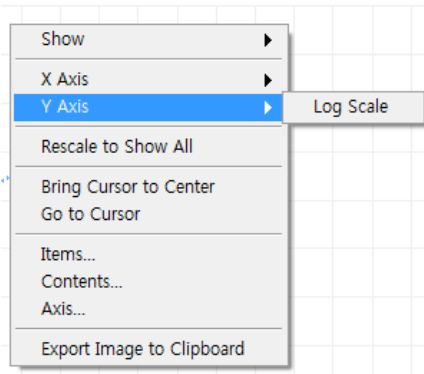 Show
X Axis
Y Axis
Log Scale
Rescale to Show All
Bring Cursor to Center
Go to Cursor
Items...
Contents...
Axis...
Export Image to Clipboard